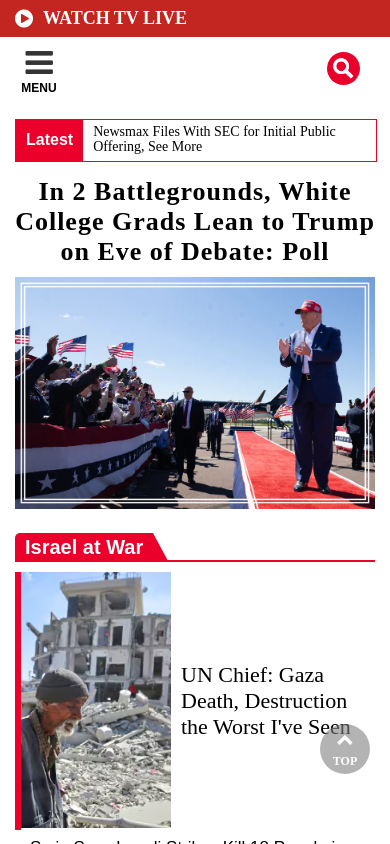 WATCH TV LIVE
MENU
Latest
Newsmax Files With SEC for Initial Public
Offering, See More
In 2 Battlegrounds, White
College Grads Lean to Trump
on Eve of Debate: Poll
Israel at War
UN Chief: Gaza
Death, Destruction
the Worst I've Seen
TOP